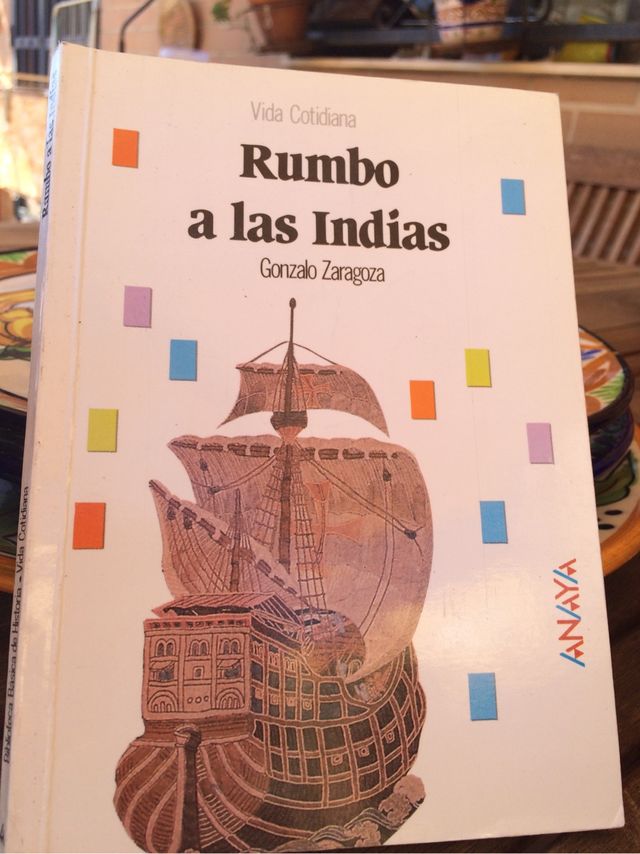 Vida Cotidiana
Rumbo
a las Indias
Gonzalo Zaragoza
ANAYA
Rumbo a las Indias
Biblioteca Básica de Historia - Vida Cotidiana